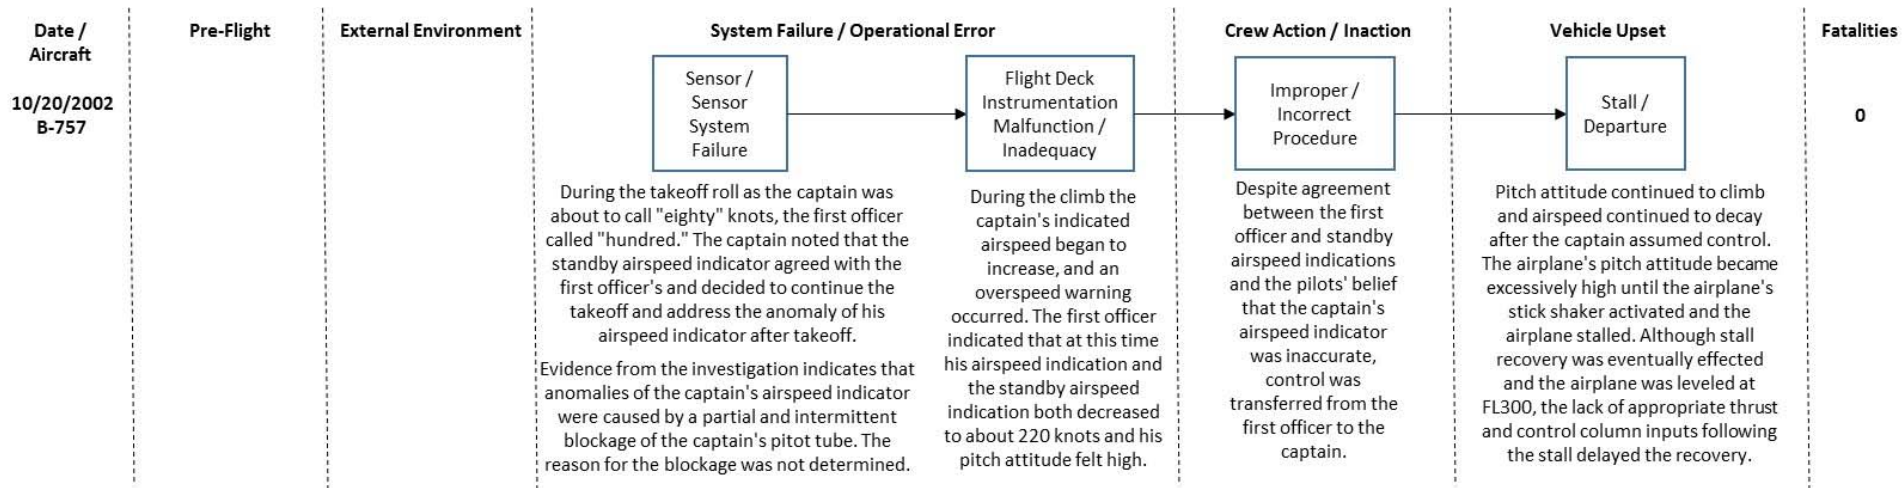 Date /
Aircraft
Pre-Flight
External Environment
System Failure / Operational Error
Crew Action / Inaction
Vehicle Upset
Fatalities
10/20/2002
B-757
Sensor /
Sensor
System
Failure
Flight Deck
Instrumentation
Malfunction /
Inadequacy
Improper /
Incorrect
Procedure
Stall /
Departure
0
During the takeoff roll as the captain was
about to call "eighty" knots, the first officer
called "hundred." The captain noted that the
standby airspeed indicator agreed with the
first officer's and decided to continue the
takeoff and address the anomaly of his
airspeed indicator after takeoff.
Evidence from the investigation indicates that
anomalies of the captain's airspeed indicator
were caused by a partial and intermittent
blockage of the captain's pitot tube. The
reason for the blockage was not determined.
During the climb the
captain's indicated
airspeed began to
increase, and an
overspeed warning
occurred. The first officer
indicated that at this time
his airspeed indication and
the standby airspeed
indication both decreased
to about 220 knots and his
pitch attitude felt high.
Despite agreement
between the first
officer and standby
airspeed indications
and the pilots' belief
that the captain's
airspeed indicator
was inaccurate,
control was
transferred from the
first officer to the
captain.
Pitch attitude continued to climb
and airspeed continued to decay
after the captain assumed control.
The airplane's pitch attitude became
excessively high until the airplane's
stick shaker activated and the
airplane stalled. Although stall
recovery was eventually effected
and the airplane was leveled at
FL300, the lack of appropriate thrust
and control column inputs following
the stall delayed the recovery.